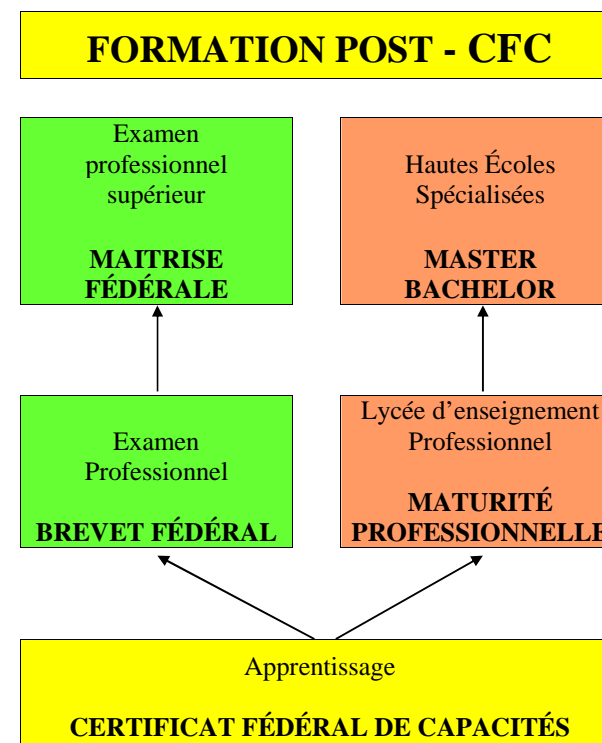 FORMATION POST - CFC
Examen
professionnel
supérieur
MAITRISE
FÉDÉRALE
Hautes Écoles
Spécialisées
MASTER
BACHELOR
Examen
Professionnel
BREVET FÉDÉRAL
Lycée d’enseignement
Professionnel
MATURITÉ
PROFESSIONNELLE
Apprentissage
CERTIFICAT FÉDÉRAL DE CAPACITÉS